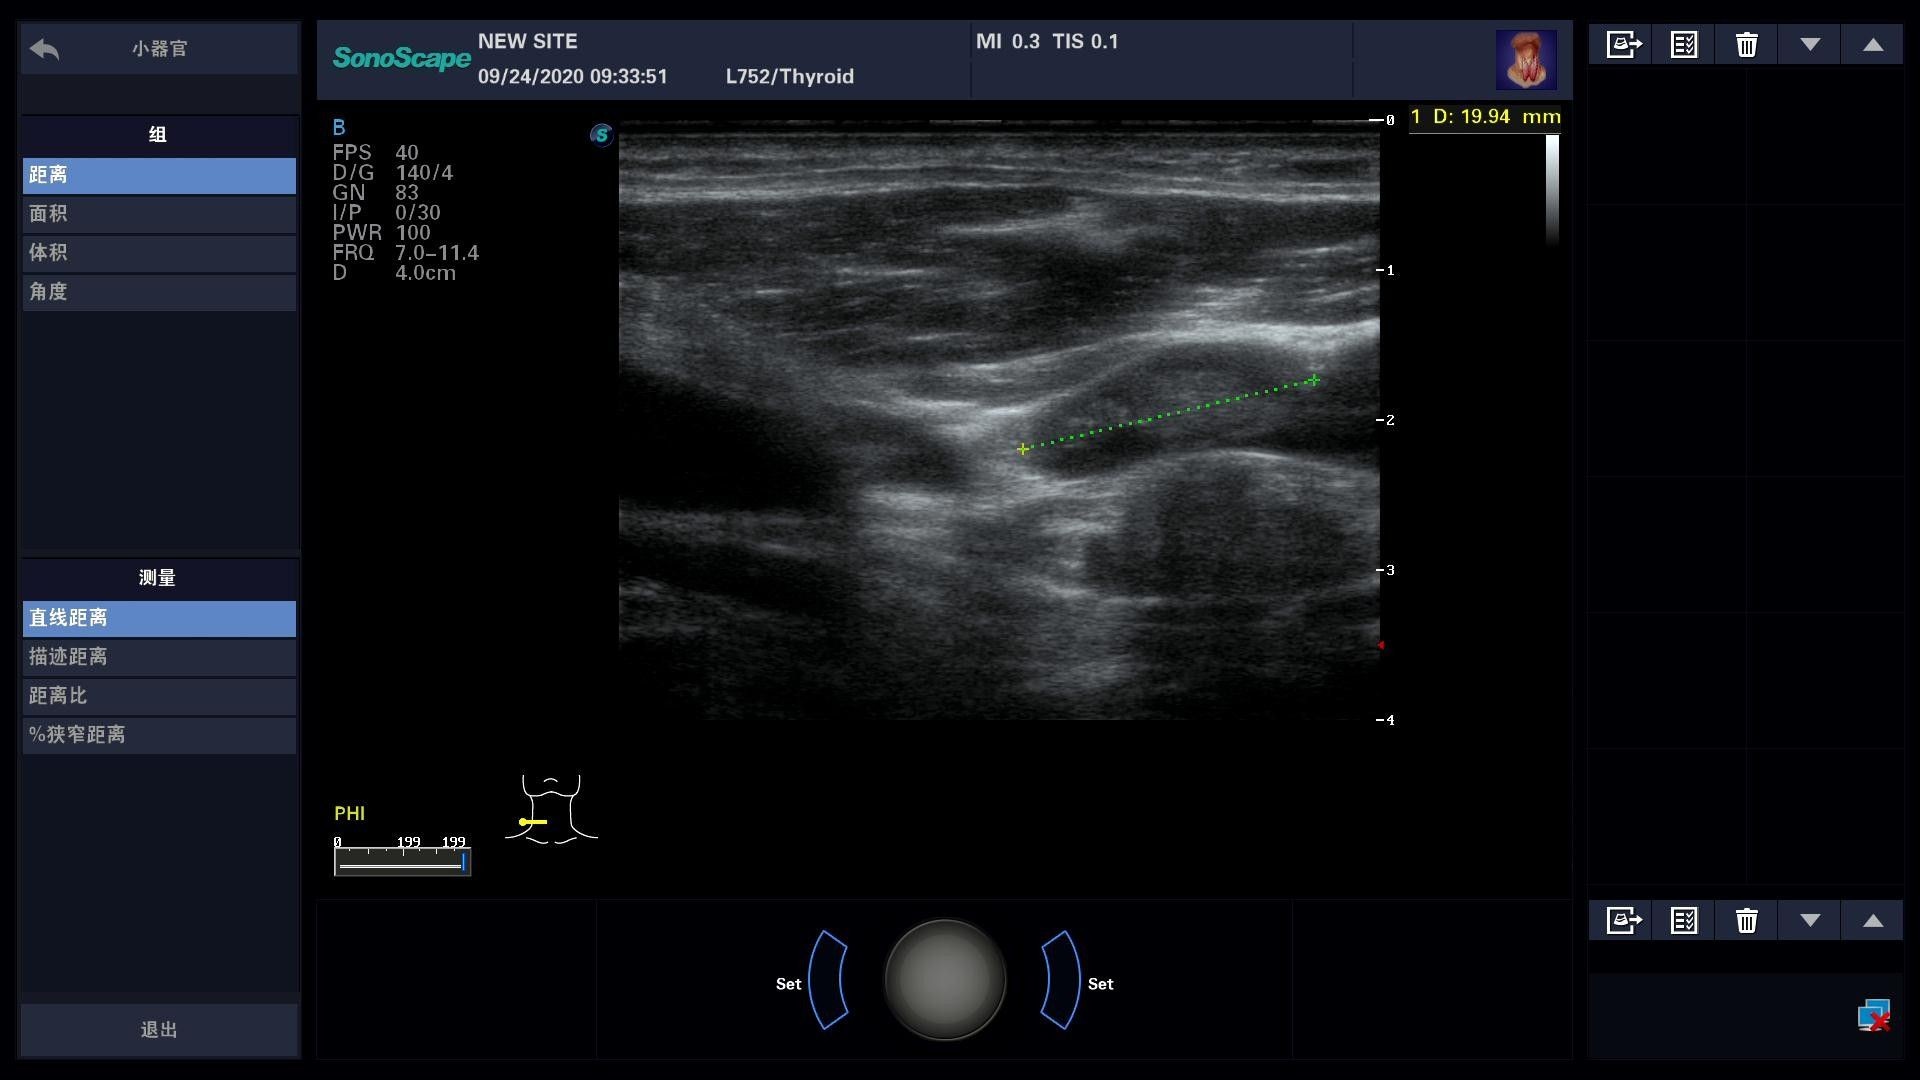 小器官
组
距离
面积
体积
角度
测量
直线距离
描迹距离
距离比
%狭窄距离
退出
SonoScape
NEW SITE
09/24/2020 09:33:51
L752/Thyroid
MI 0.3 TIS 0.1
B
FPS 40
D/G 140/4
GN 83
I/P 0/30
PWR 100
FRQ 7.0-11.4
D 4.0cm
S
1 D: 19.94 mm
0
1
2
3
4
PHI
0 199 199
Set
Set